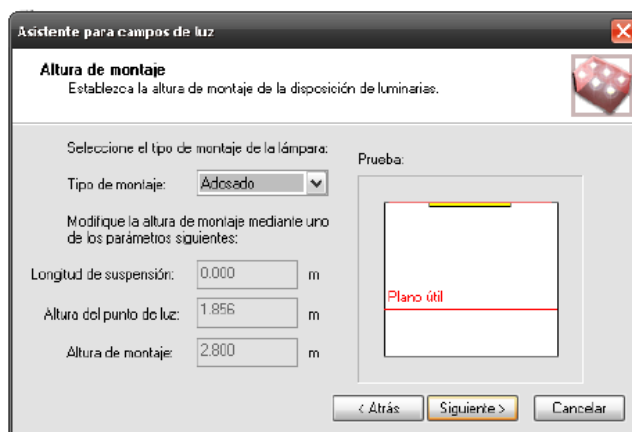 Asistente para campos de luz
Altura de montaje
Establezca la altura de montaje de la disposición de luminarias.
Seleccione el tipo de montaje de la lámpara:
Prueba:
Tipo de montaje: Adosado
Modifique la altura de montaje mediante uno
de los parámetros siguientes:
Plano útil
Longitud de suspensión: 0.000 m
Altura del punto de luz: 1.856 m
Altura de montaje: 2.800 m
< Atrás Siguiente > Cancelar